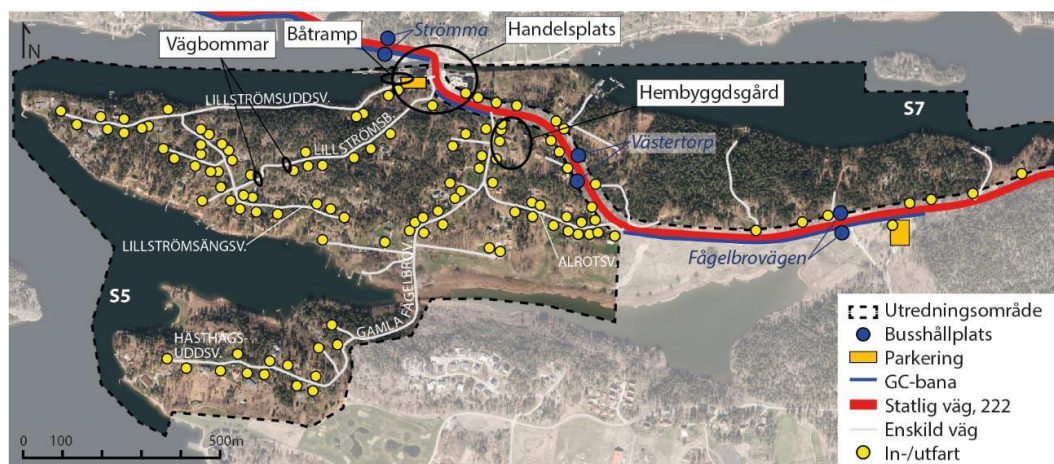 N
Vägbommar
Båtramp
Strömma
Handelsplats
Hembyggdsgård
LILLSTRÖMSUDDSV.
LILLSTRÖMSB.
S7
Västertorp
LILLSTRÖMSÄNGSV.
ALROTSV.
Fågelbrovägen
S5
GAMLA FÅGELBROV.
HÄSTHAGS
UDDSV.
0 100 500m
Utredningsområde
Busshållplats
Parkering
GC-bana
Statlig väg, 222
Enskild väg
In-/utfart